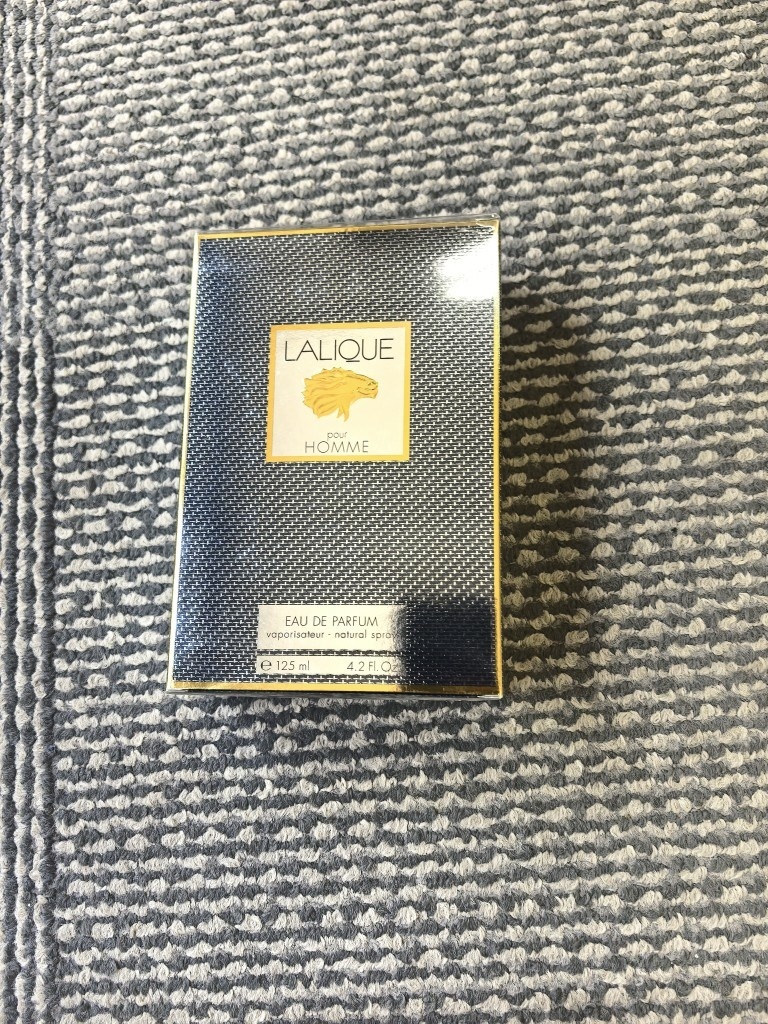 LALIQUE
pour
HOMME
EAU DE PARFUM
vaporisateur - natural spray
℮ 125 ml 4.2 Fl. Oz